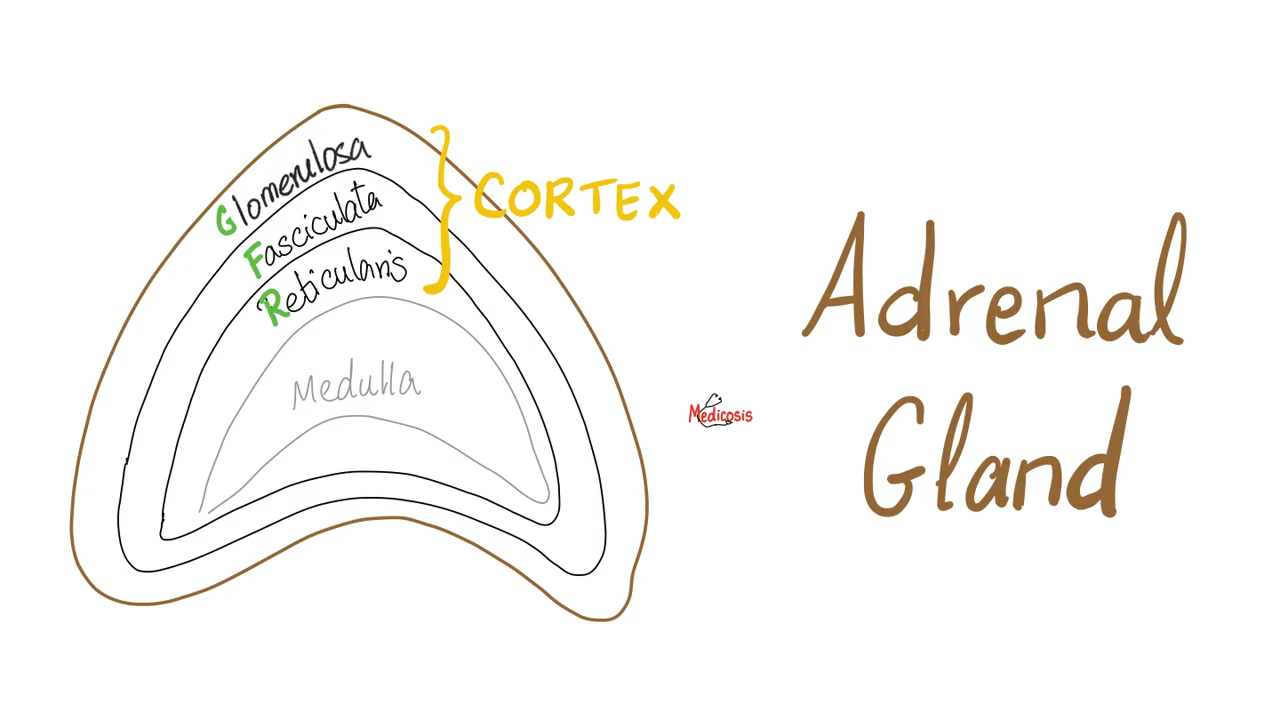 Glomerulosa
Fasciculata
Reticularis
CORTEX
Medulla
Medicosis
Adrenal
Gland